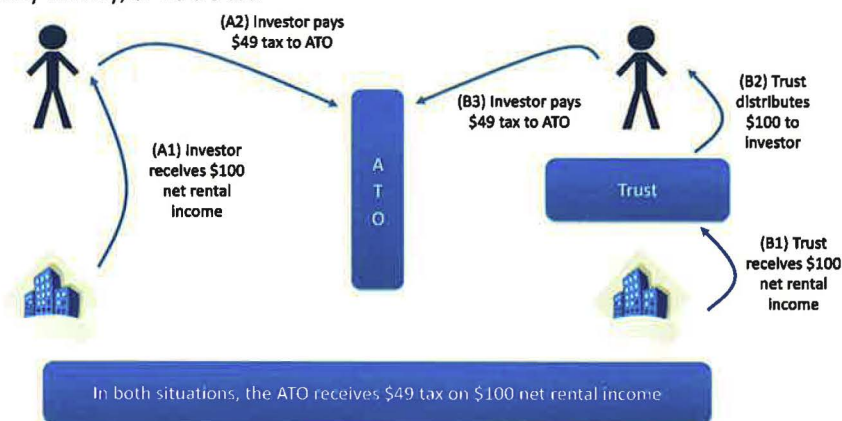 (A2) Investor pays
$49 tax to ATO
(A1) Investor
receives $100
net rental
income
A
T
O
(B3) Investor pays
$49 tax to ATO
(B2) Trust
distributes
$100 to
investor
Trust
(B1) Trust
receives $100
net rental
income
In both situations, the ATO receives $49 tax on $100 net rental income